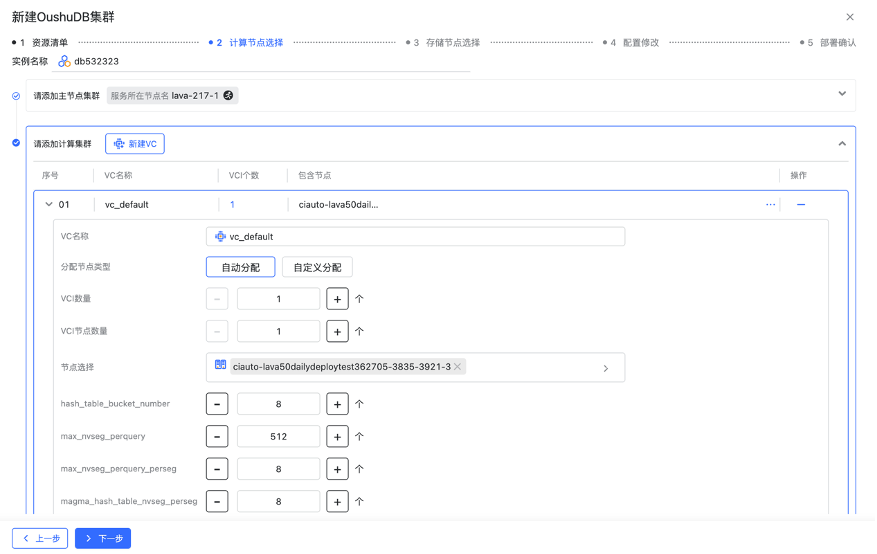 新建OushuDB集群
1 资源清单 2 计算节点选择 3 存储节点选择 4 配置修改 5 部署确认
实例名称 db532323
请添加主节点集群 服务所在节点名 lava-217-1
请添加计算集群 新建VC
序号 VC名称 VCI个数 包含节点 操作
01 vc_default 1 ciauto-lava50dail... ...
VC名称 vc_default
分配节点类型 自动分配 自定义分配
VCI数量 1 个
VCI节点数量 1 个
节点选择 ciauto-lava50dailydeploytest362705-3835-3921-3
hash_table_bucket_number 8 个
max_nvseg_perquery 512 个
max_nvseg_perquery_perseg 8 个
magma_hash_table_nvseg_perseg 8 个
上一步 下一步